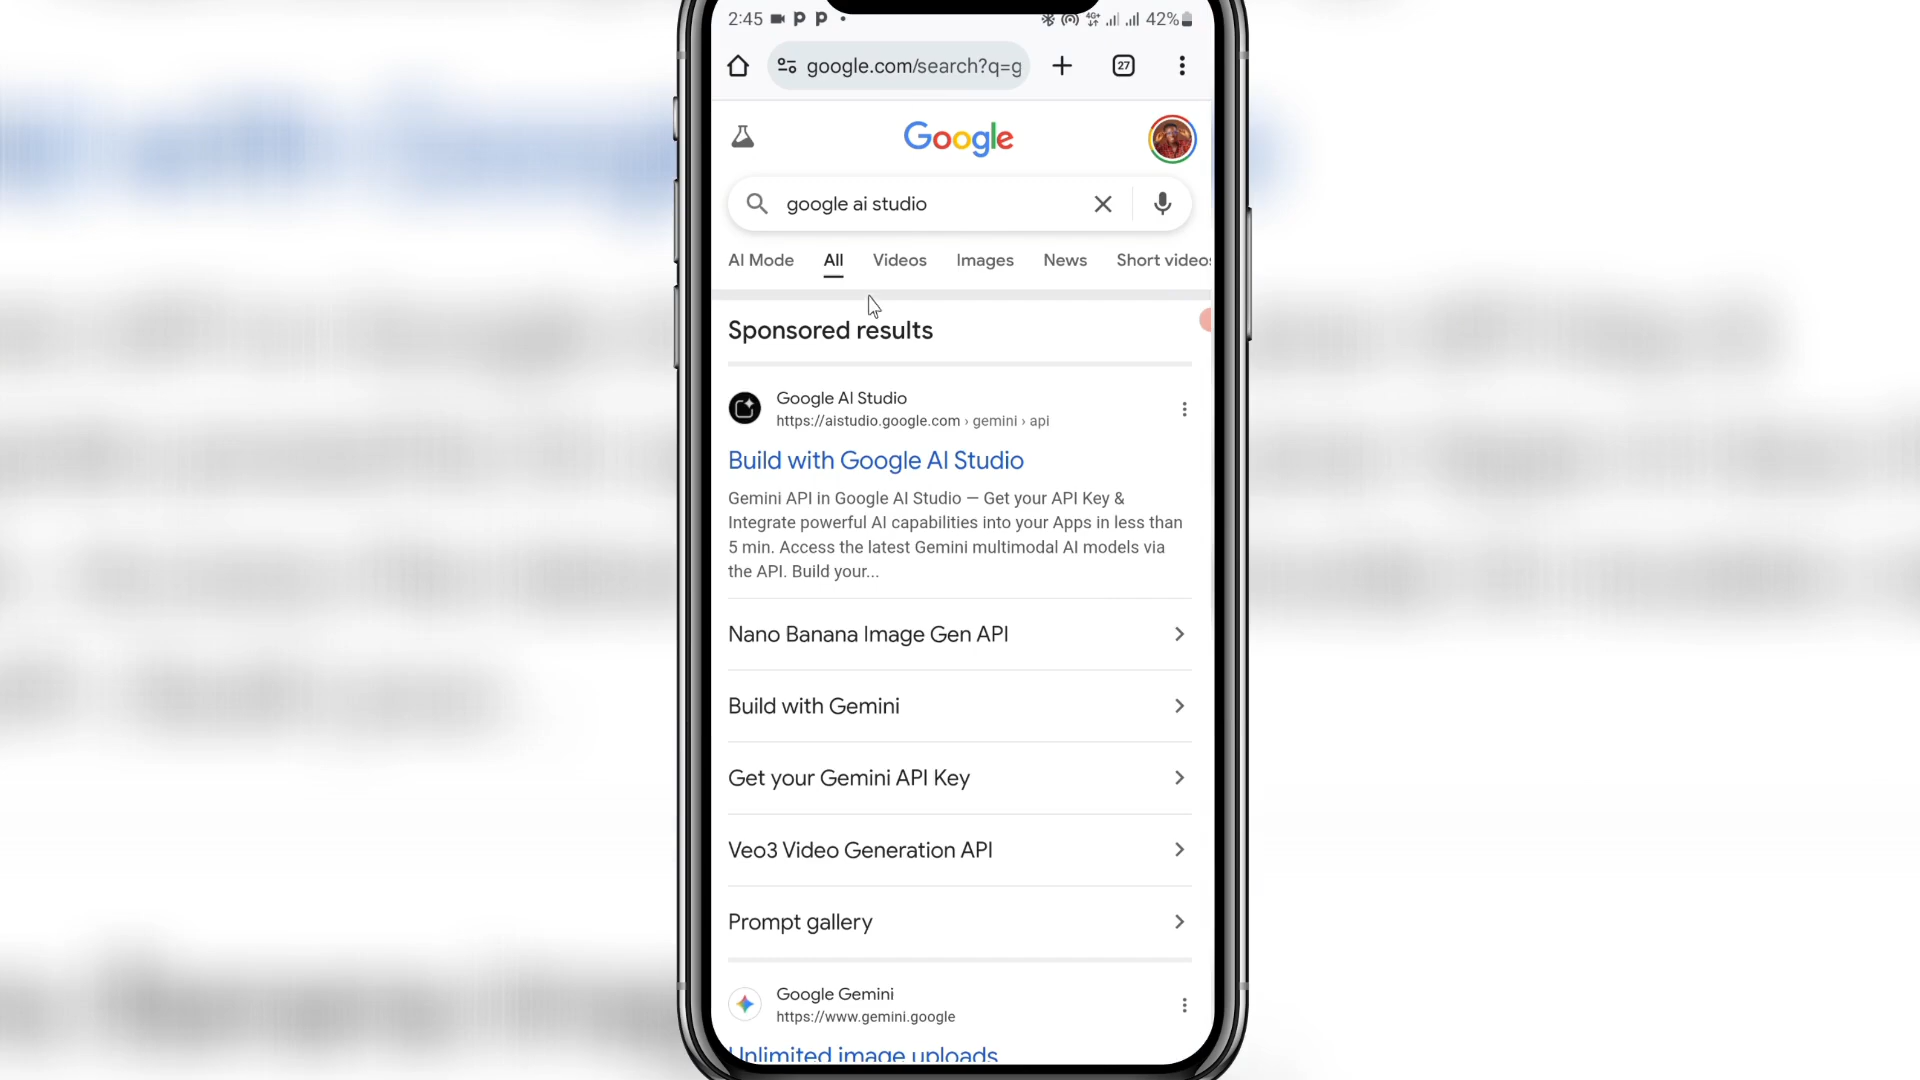 2:45 42%
google.com/search?q=g 27
Google
google ai studio
AI Mode All Videos Images News Short videos
Sponsored results
Google AI Studio
https://aistudio.google.com › gemini › api
Build with Google AI Studio
Gemini API in Google AI Studio — Get your API Key &
Integrate powerful AI capabilities into your Apps in less than
5 min. Access the latest Gemini multimodal AI models via
the API. Build your...
Nano Banana Image Gen API
Build with Gemini
Get your Gemini API Key
Veo3 Video Generation API
Prompt gallery
Google Gemini
https://www.gemini.google
Unlimited image uploads